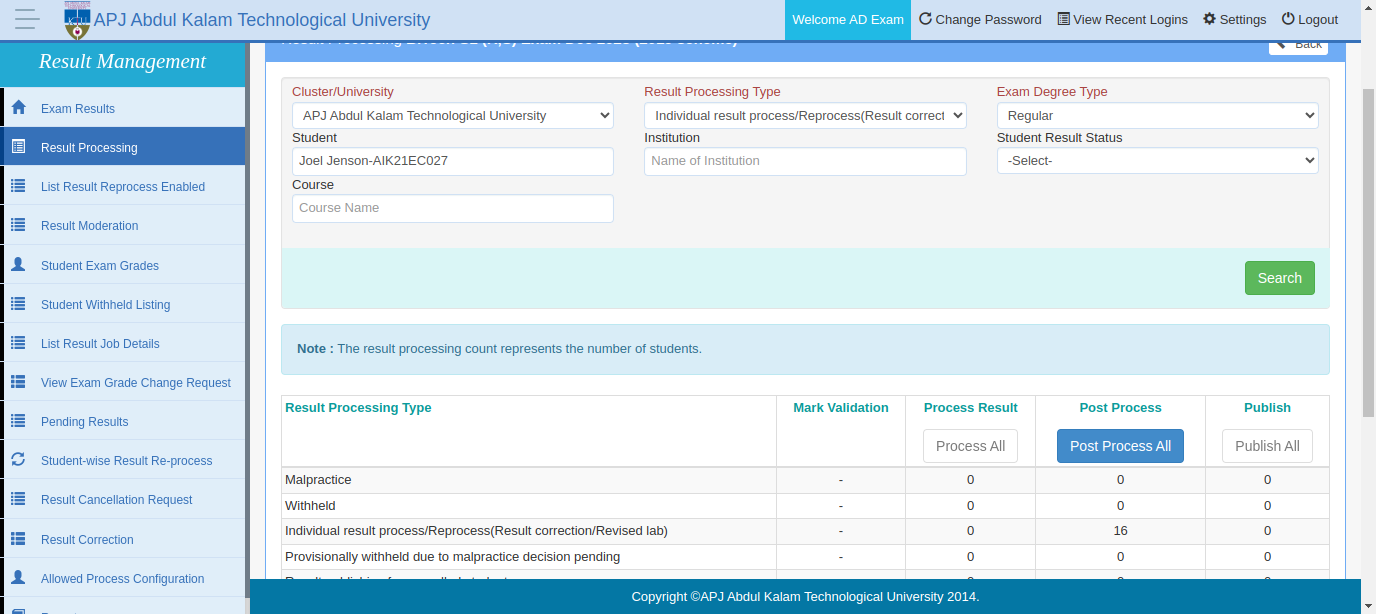 APJ Abdul Kalam Technological University
Welcome AD Exam
Change Password
View Recent Logins
Settings
Logout
Result Management
Exam Results
Result Processing
List Result Reprocess Enabled
Result Moderation
Student Exam Grades
Student Withheld Listing
List Result Job Details
View Exam Grade Change Request
Pending Results
Student-wise Result Re-process
Result Cancellation Request
Result Correction
Allowed Process Configuration
Back
Cluster/University
Result Processing Type
Exam Degree Type
APJ Abdul Kalam Technological University
Individual result process/Reprocess(Result correct
Regular
Student
Institution
Student Result Status
Joel Jenson-AIK21EC027
Name of Institution
-Select-
Course
Course Name
Search
Note : The result processing count represents the number of students.
Result Processing Type Mark Validation Process Result Post Process Publish
Process All Post Process All Publish All
Malpractice - 0 0 0
Withheld - 0 0 0
Individual result process/Reprocess(Result correction/Revised lab) - 0 16 0
Provisionally withheld due to malpractice decision pending - 0 0 0
Copyright ©APJ Abdul Kalam Technological University 2014.